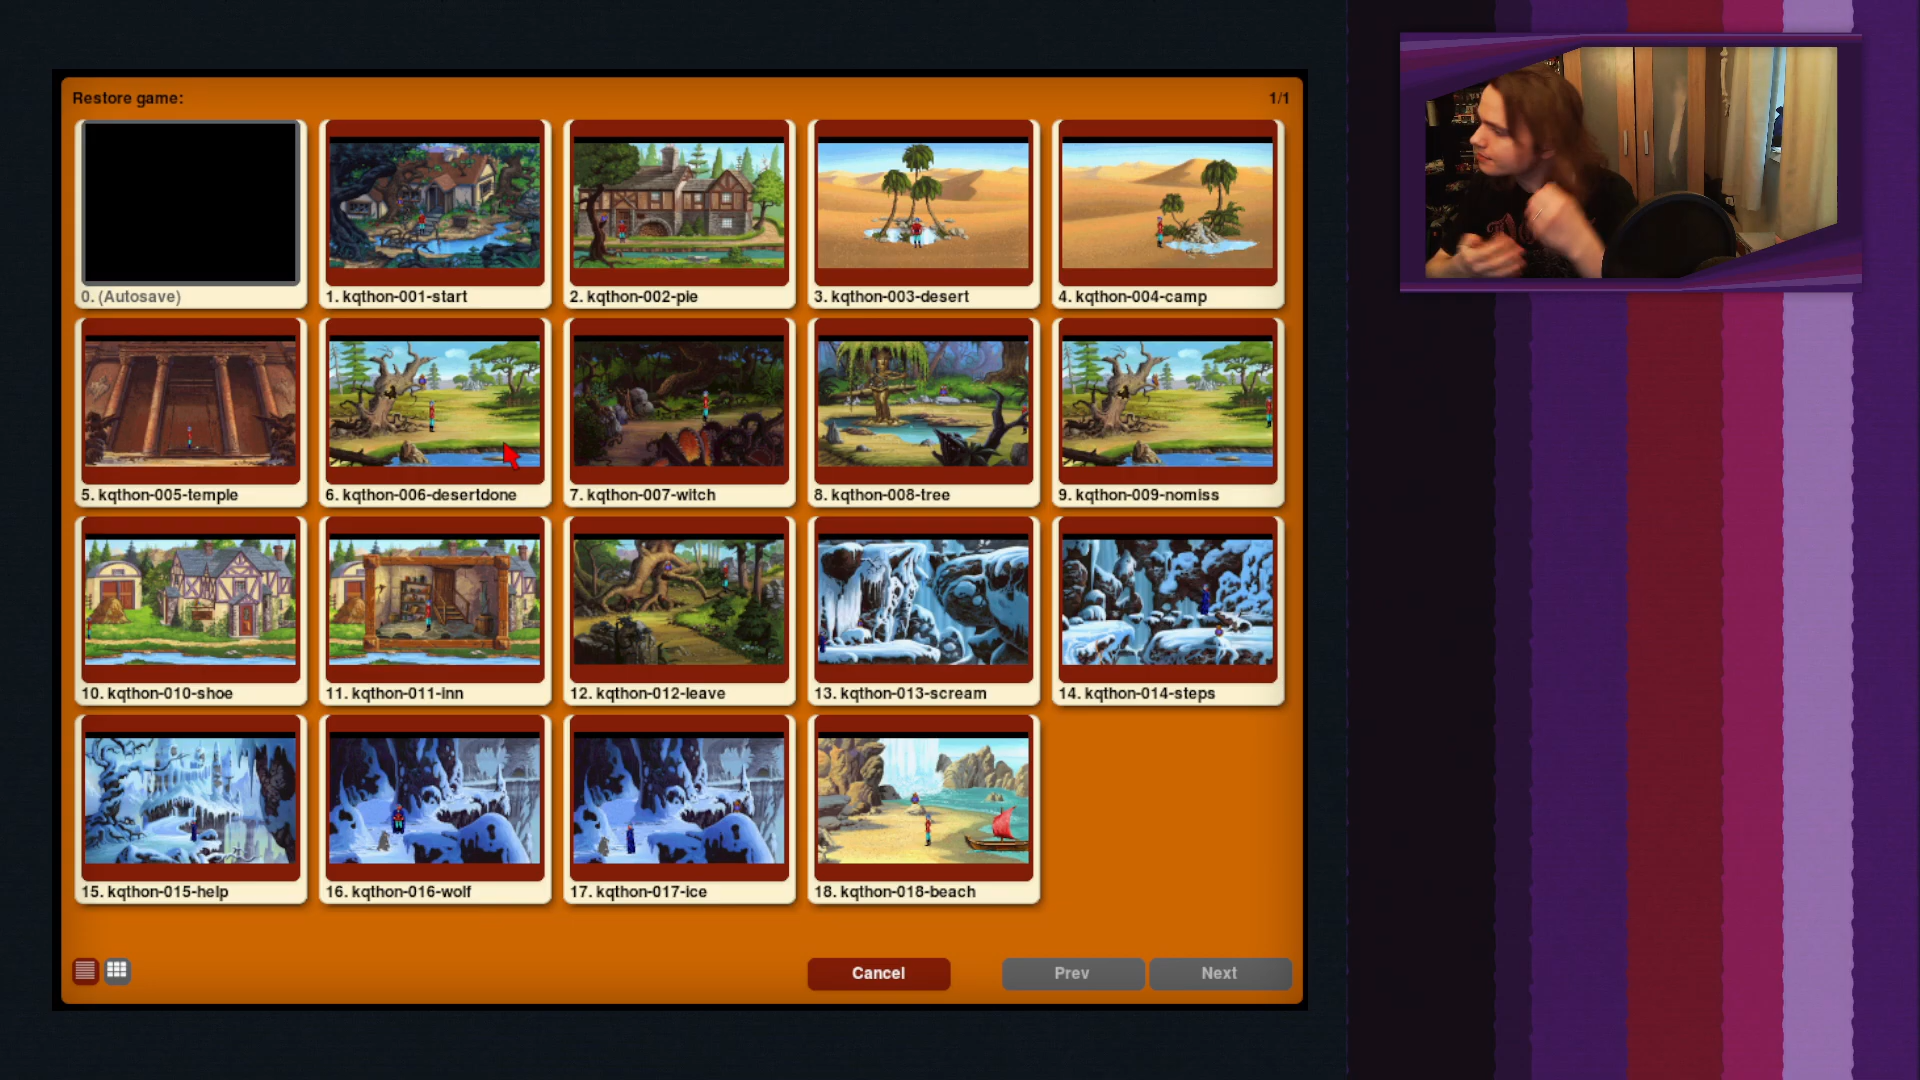 Restore game:
1/1
0. (Autosave)
1. kqthon-001-start
2. kqthon-002-pie
3. kqthon-003-desert
4. kqthon-004-camp
5. kqthon-005-temple
6. kqthon-006-desertdone
7. kqthon-007-witch
8. kqthon-008-tree
9. kqthon-009-nomiss
10. kqthon-010-shoe
11. kqthon-011-inn
12. kqthon-012-leave
13. kqthon-013-scream
14. kqthon-014-steps
15. kqthon-015-help
16. kqthon-016-wolf
17. kqthon-017-ice
18. kqthon-018-beach
Cancel
Prev
Next